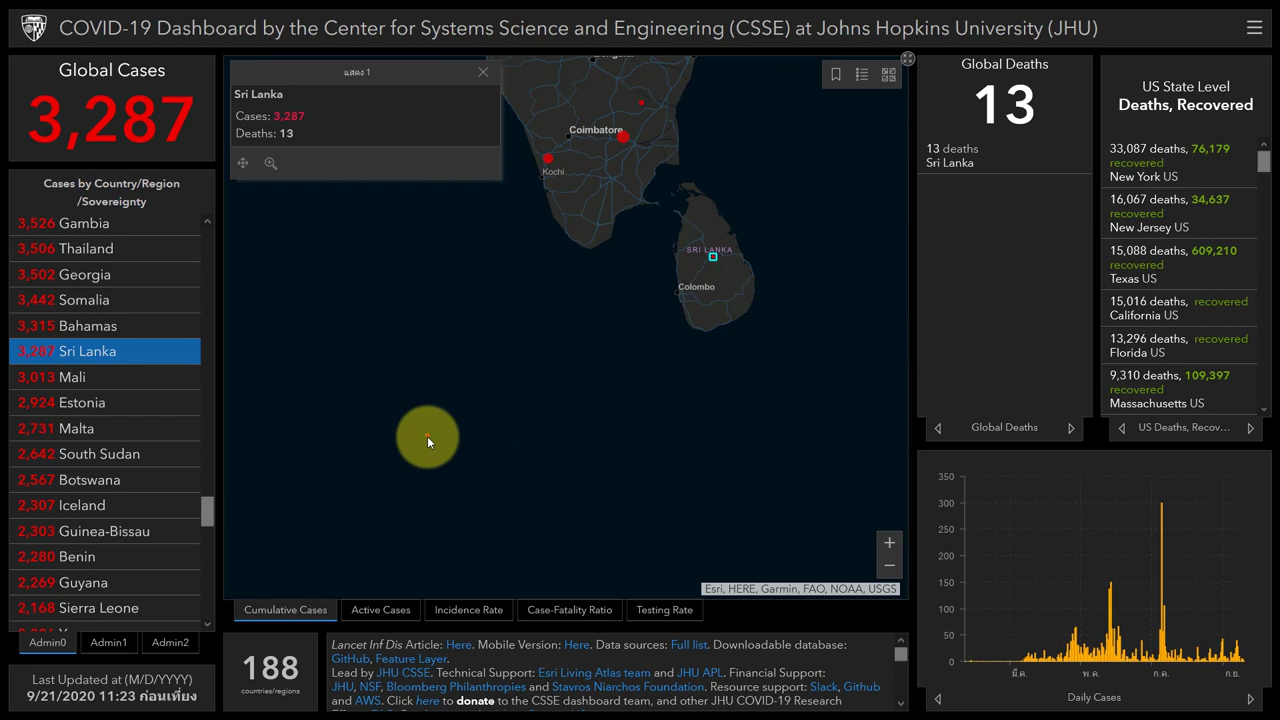 COVID-19 Dashboard by the Center for Systems Science and Engineering (CSSE) at Johns Hopkins University (JHU)
Global Cases
3,287
Cases by Country/Region
/Sovereignty
3,526 Gambia
3,506 Thailand
3,502 Georgia
3,442 Somalia
3,315 Bahamas
3,287 Sri Lanka
3,013 Mali
2,924 Estonia
2,731 Malta
2,642 South Sudan
2,567 Botswana
2,307 Iceland
2,303 Guinea-Bissau
2,280 Benin
2,269 Guyana
2,168 Sierra Leone
Admin0 Admin1 Admin2
Last Updated at (M/D/YYYY)
9/21/2020 11:23 ก่อนเที่ยง
แสดง 1
Sri Lanka
Cases: 3,287
Deaths: 13
Coimbatore
Kochi
SRI LANKA
Colombo
Esri, HERE, Garmin, FAO, NOAA, USGS
Cumulative Cases Active Cases Incidence Rate Case-Fatality Ratio Testing Rate
188
countries/regions
Lancet Inf Dis Article: Here. Mobile Version: Here. Data sources: Full list. Downloadable database:
GitHub, Feature Layer.
Lead by JHU CSSE. Technical Support: Esri Living Atlas team and JHU APL. Financial Support:
JHU, NSF, Bloomberg Philanthropies and Stavros Niarchos Foundation. Resource support: Slack, Github
and AWS. Click here to donate to the CSSE dashboard team, and other JHU COVID-19 Research
Global Deaths
13
13 deaths
Sri Lanka
Global Deaths
US State Level
Deaths, Recovered
33,087 deaths, 76,179
recovered
New York US
16,067 deaths, 34,637
recovered
New Jersey US
15,088 deaths, 609,210
recovered
Texas US
15,016 deaths, recovered
California US
13,296 deaths, recovered
Florida US
9,310 deaths, 109,397
recovered
Massachusetts US
US Deaths, Recov...
350
300
250
200
150
100
50
0
มี.ค. พ.ค. ก.ค. ก.ย.
Daily Cases